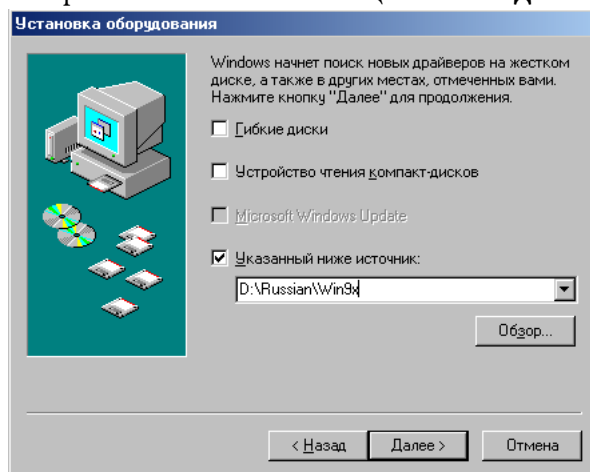 Установка оборудования
Windows начнет поиск новых драйверов на жестком
диске, а также в других местах, отмеченных вами.
Нажмите кнопку "Далее" для продолжения.
Гибкие диски
Устройство чтения компакт-дисков
Microsoft Windows Update
Указанный ниже источник:
D:\Russian\Win9x
Обзор...
< Назад Далее > Отмена